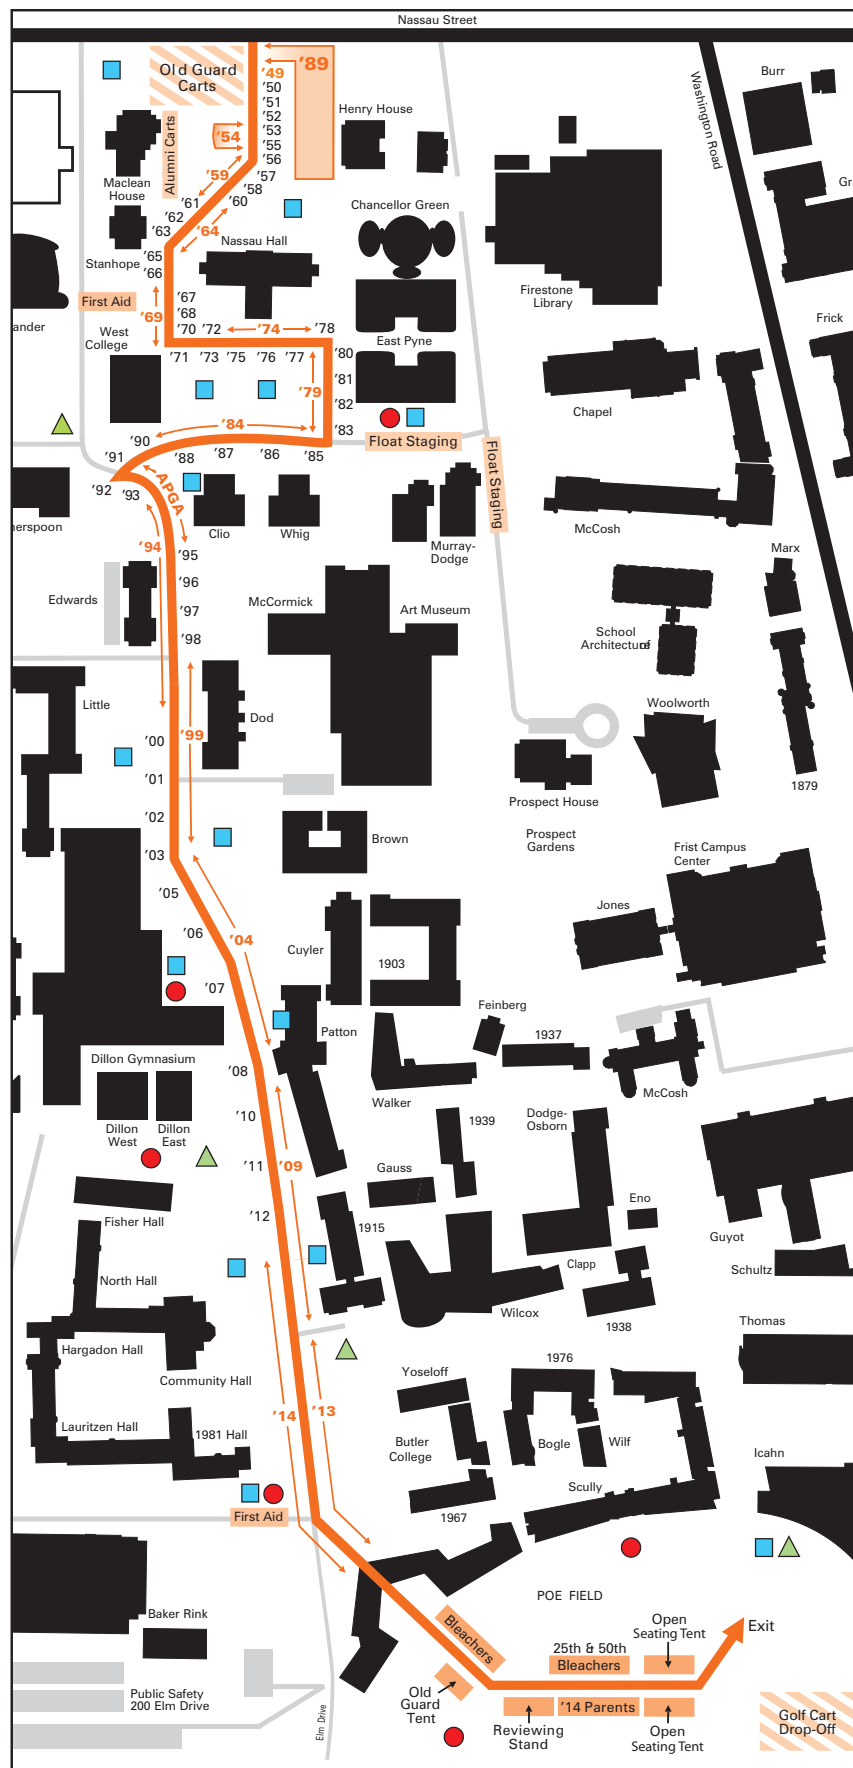 Nassau Street
Old Guard
Carts
'89
'49
'50
'51
'52
'53
'54
'55
'56
Alumni Carts
Henry House
Washington Road
Burr
Maclean
House
'59
'57
'58
'60
'61
'62
'63
'64
Chancellor Green
Nassau Hall
Stanhope
'65
'66
First Aid
ander
'67
'68
'69
'70
'72
'74
'78
West
College
East Pyne
Firestone
Library
Frick
'71
'73
'75
'76
'77
'79
'80
'81
'82
'83
Chapel
'84
'90
'91
'88
'87
'86
'85
Float Staging
Float Staging
'92
'93
APGA
'94
Clio
Whig
Murray-
Dodge
McCosh
Marx
nerspoon
'95
'96
'97
'98
Edwards
McCormick
Art Museum
School
of
Architecture
Little
Dod
Woolworth
'99
'00
'01
'02
'03
Prospect House
1879
Prospect
Gardens
Brown
Frist Campus
Center
'05
'06
'04
'07
Jones
Cuyler
1903
Feinberg
1937
Patton
Dillon Gymnasium
'08
Walker
McCosh
Dillon
West
Dillon
East
'10
1939
Dodge-
Osborn
'11
'09
Gauss
'12
Fisher Hall
1915
Eno
Guyot
North Hall
Clapp
Schultz
Wilcox
1938
Thomas
Hargadon Hall
Community Hall
Yoseloff
1976
'14
'13
Lauritzen Hall
1981 Hall
Butler
College
Bogle
Wilf
Icahn
Scully
1967
First Aid
POE FIELD
Baker Rink
Bleachers
25th & 50th
Bleachers
Open
Seating Tent
Exit
Public Safety
200 Elm Drive
Elm Drive
Old
Guard
Tent
Reviewing
Stand
'14 Parents
Open
Seating Tent
Golf Cart
Drop-Off